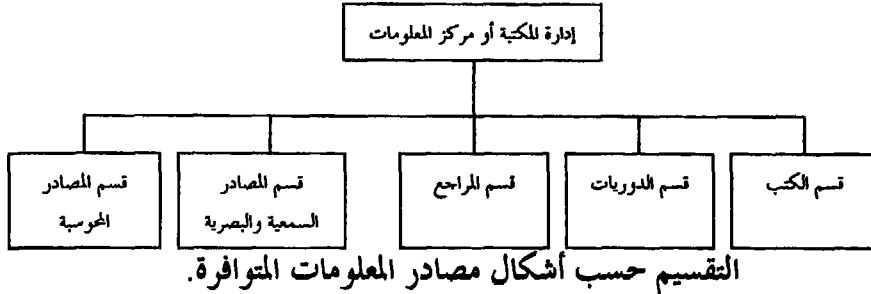 إدارة المكتبة أو مركز المعلومات
قسم الكتب
قسم الدوريات
قسم المراجع
قسم المصادر
السمعية والبصرية
قسم المصادر
المحوسبة
التقسيم حسب أشكال مصادر المعلومات المتوافرة.